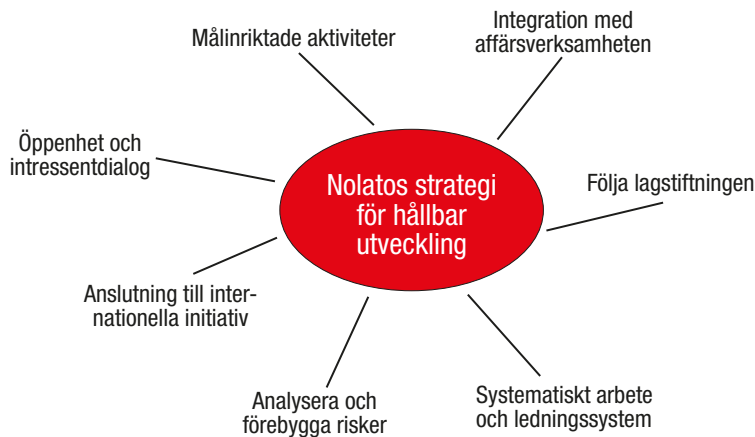 Målinriktade aktiviteter
Integration med
affärsverksamheten
Öppenhet och
intressentdialog
Nolatos strategi
för hållbar
utveckling
Följa lagstiftningen
Anslutning till inter-
nationella initiativ
Analysera och
förebygga risker
Systematiskt arbete
och ledningssystem